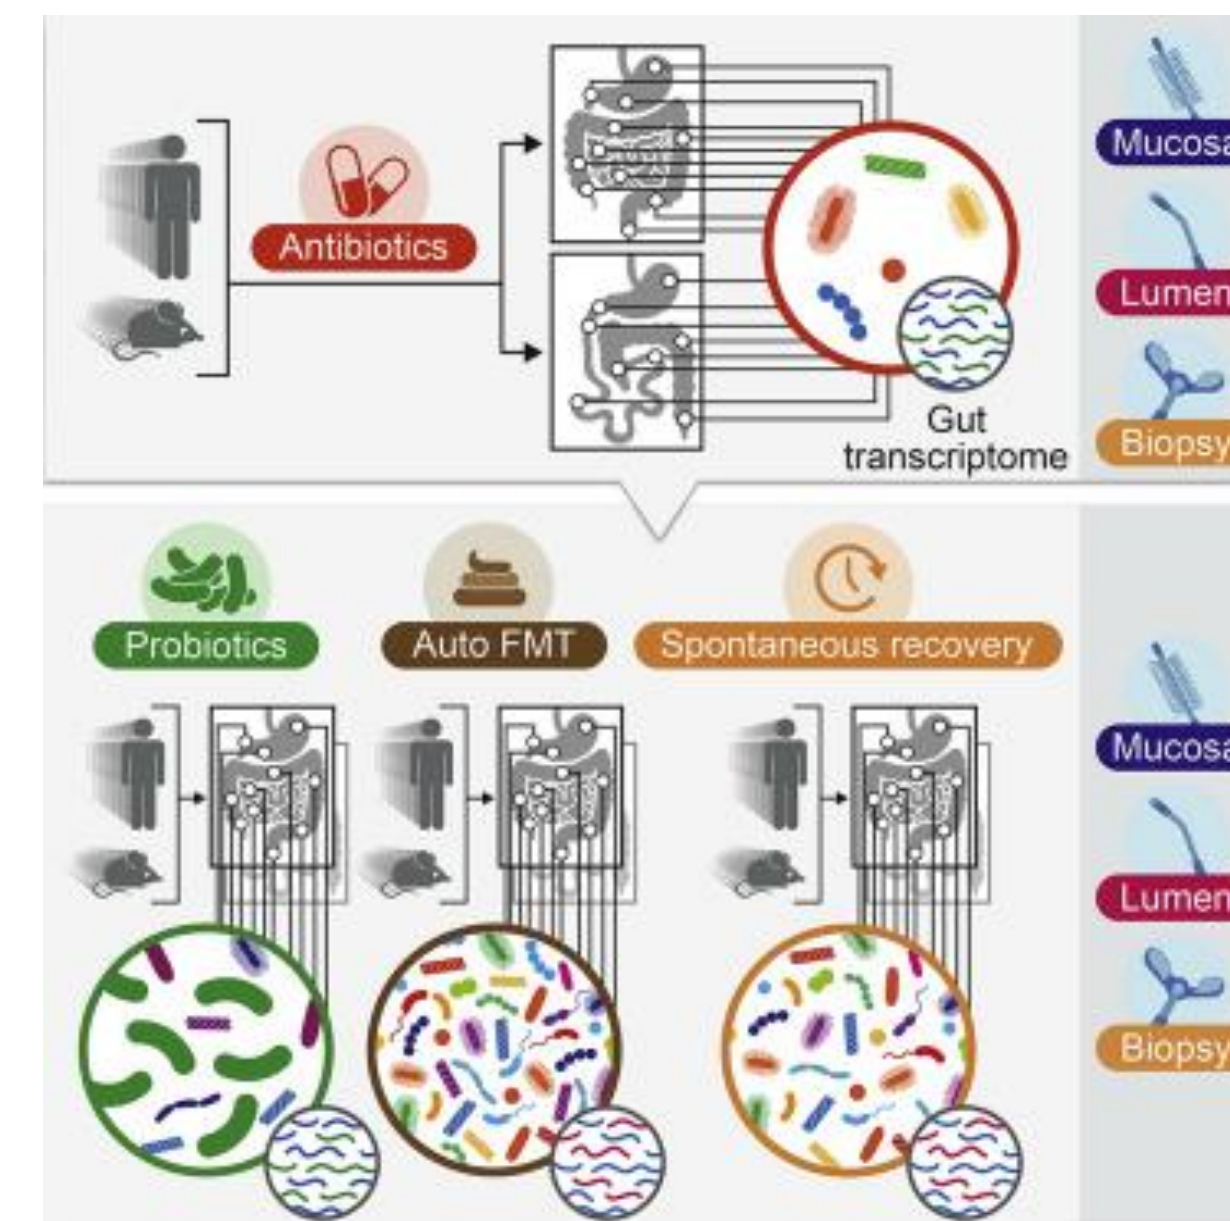 Antibiotics
Gut
transcriptome
Mucosa
Lumen
Biopsy
Probiotics
Auto FMT
Spontaneous recovery
Mucosa
Lumen
Biopsy